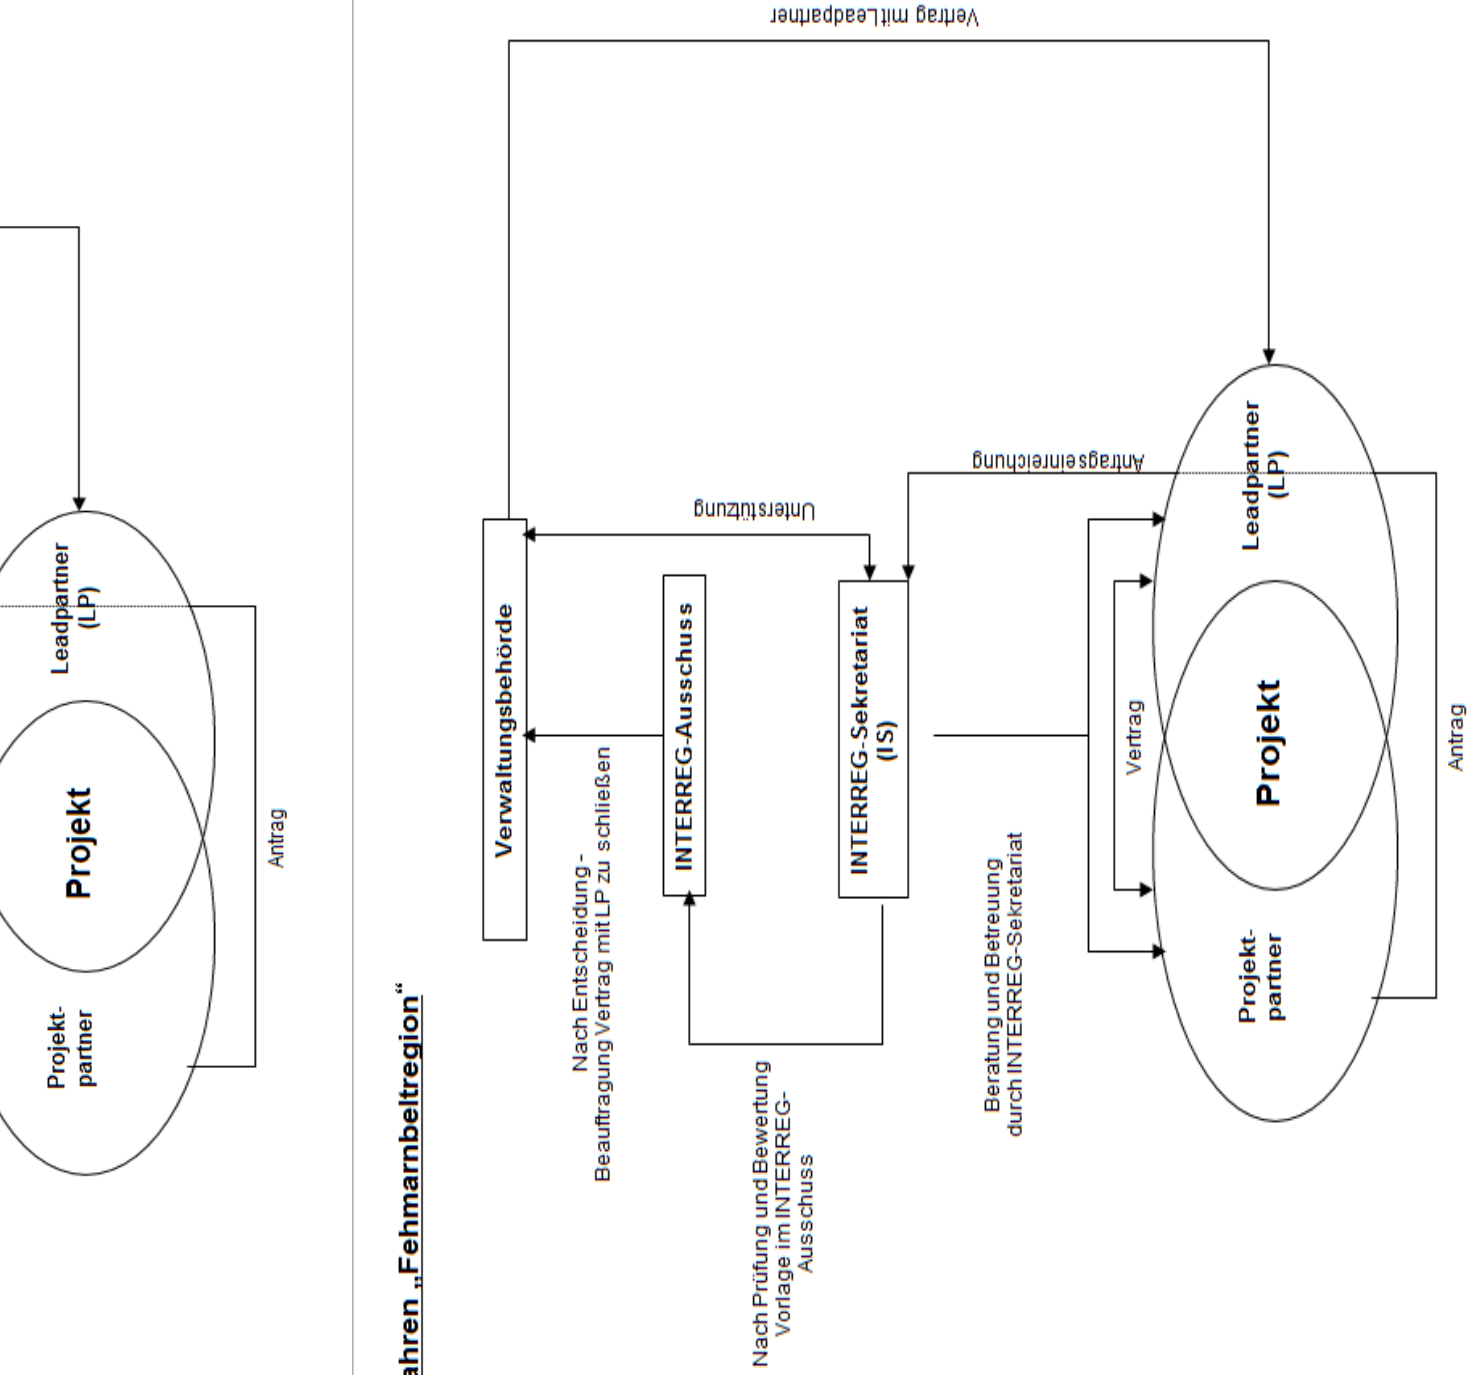 Leadpartner
(LP)
Projekt
Projekt-
partner
Antrag
ahren „Fehmarnbeltregion“
Verwaltungsbehörde
Vertrag mit Leadpartner
Nach Entscheidung -
Beauftragung Vertrag mit LP zu schließen
INTERREG-Ausschuss
Unterstützung
Nach Prüfung und Bewertung
Vorlage im INTERREG-
Ausschuss
INTERREG-Sekretariat
(IS)
Antragseinreichung
Beratung und Betreuung
durch INTERREG-Sekretariat
Vertrag
Projekt-
partner
Projekt
Leadpartner
(LP)
Antrag